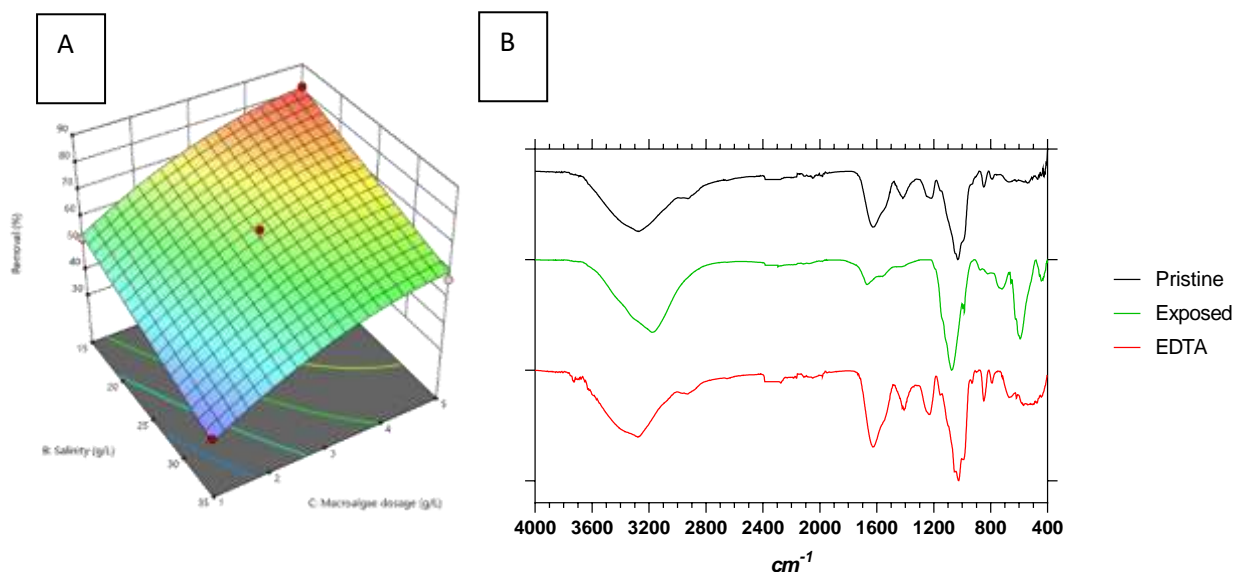 A
B
90
80
70
60
50
40
30
Removal (%)
15
20
25
30
35
B: Salinity (g/L)
1
2
3
4
5
C: Macroalgae dosage (g/L)
Pristine
Exposed
EDTA
4000 3600 3200 2800 2400 2000 1600 1200 800 400
cm-1